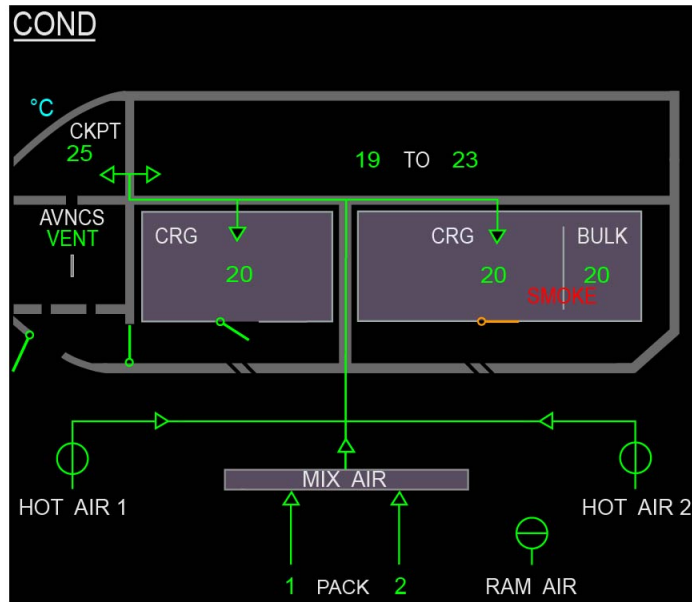 COND
°C
CKPT
25
19 TO 23
AVNCS
VENT
CRG
20
CRG
20
BULK
20
SMOKE
MIX AIR
HOT AIR 1
HOT AIR 2
1 PACK 2
RAM AIR